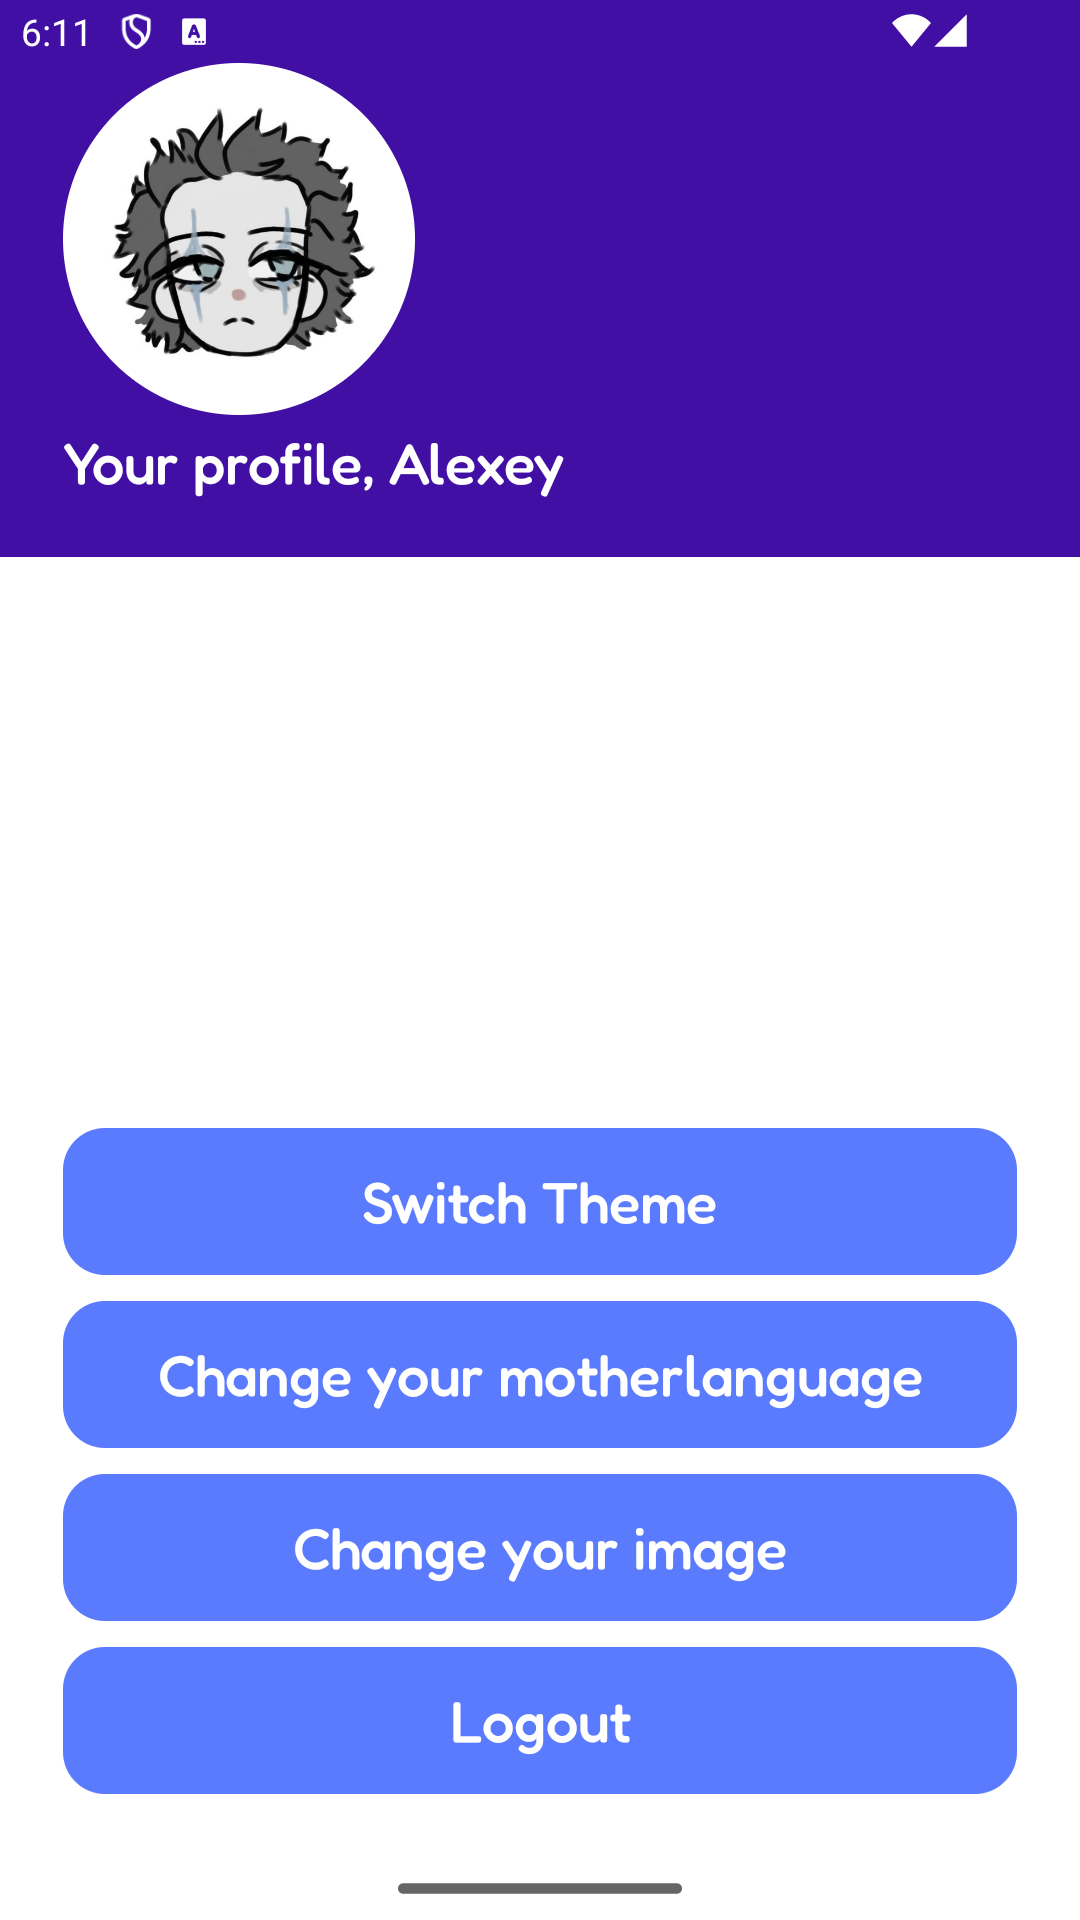 6:11 A
Your profile, Alexey
Switch Theme
Change your motherlanguage
Change your image
Logout